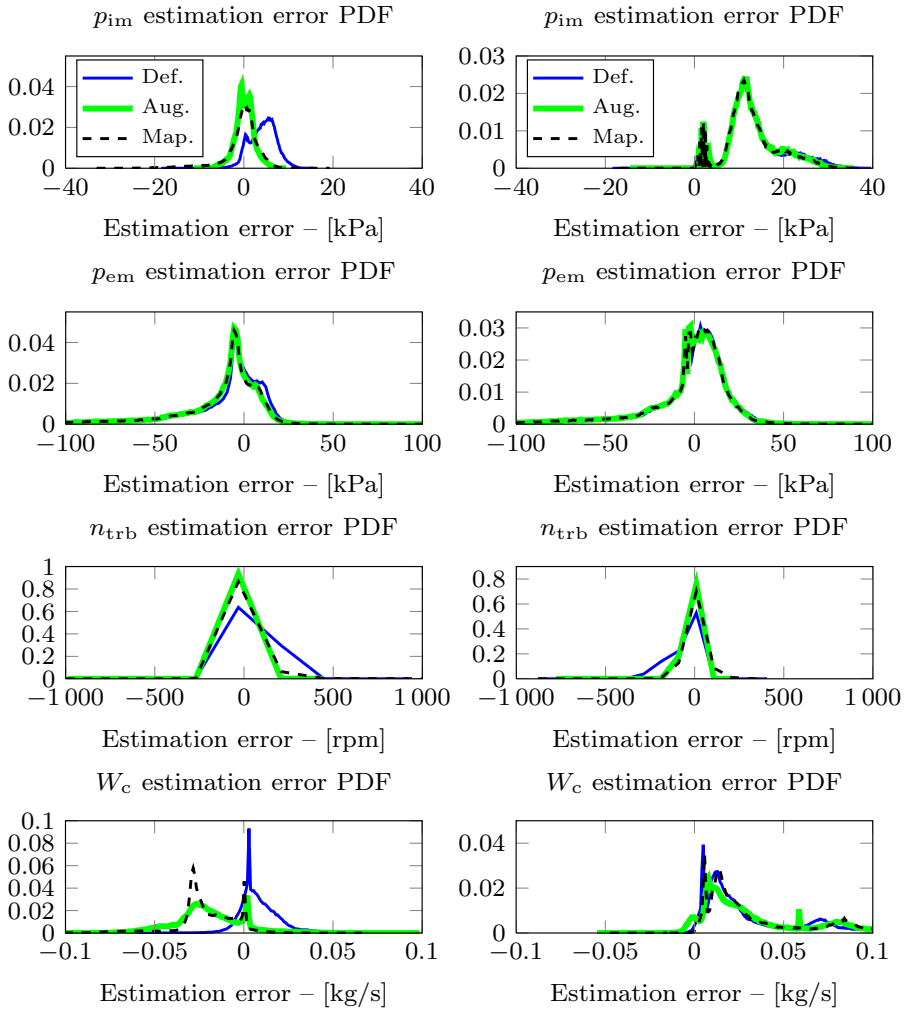 p_im estimation error PDF
0.04
0.02
0
−40 −20 0 20 40
Def.
Aug.
Map.
Estimation error – [kPa]
p_im estimation error PDF
0.03
0.02
0.01
0
−40 −20 0 20 40
Def.
Aug.
Map.
Estimation error – [kPa]
p_em estimation error PDF
0.04
0.02
0
−100 −50 0 50 100
Estimation error – [kPa]
p_em estimation error PDF
0.03
0.02
0.01
0
−100 −50 0 50 100
Estimation error – [kPa]
n_trb estimation error PDF
1
0.8
0.6
0.4
0.2
0
−1 000 −500 0 500 1 000
Estimation error – [rpm]
n_trb estimation error PDF
0.8
0.6
0.4
0.2
0
−1 000 −500 0 500 1 000
Estimation error – [rpm]
W_c estimation error PDF
0.1
0.08
0.06
0.04
0.02
0
−0.1 −0.05 0 0.05 0.1
Estimation error – [kg/s]
W_c estimation error PDF
0.04
0.02
0
−0.1 −0.05 0 0.05 0.1
Estimation error – [kg/s]